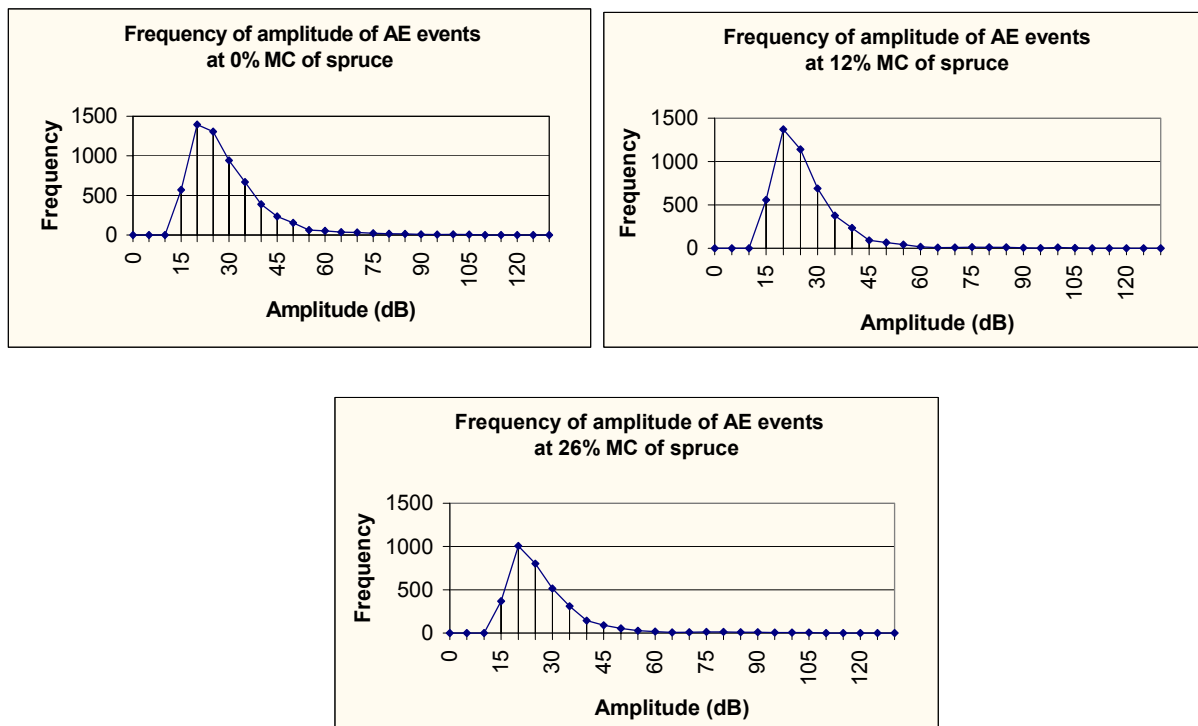 Frequency of amplitude of AE events
at 0% MC of spruce
1500
1000
500
0
Frequency
0 15 30 45 60 75 90 105 120
Amplitude (dB)
Frequency of amplitude of AE events
at 12% MC of spruce
1500
1000
500
0
Frequency
0 15 30 45 60 75 90 105 120
Amplitude (dB)
Frequency of amplitude of AE events
at 26% MC of spruce
1500
1000
500
0
Frequency
0 15 30 45 60 75 90 105 120
Amplitude (dB)